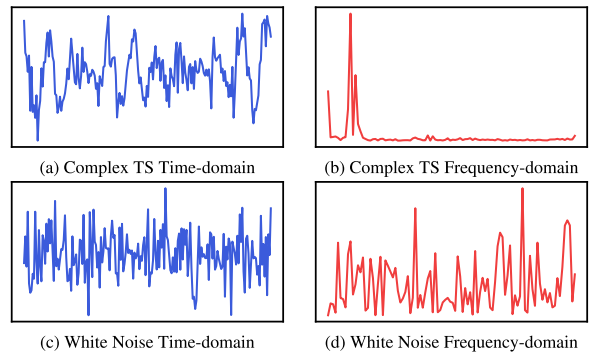 (a) Complex TS Time-domain
(b) Complex TS Frequency-domain
(c) White Noise Time-domain
(d) White Noise Frequency-domain